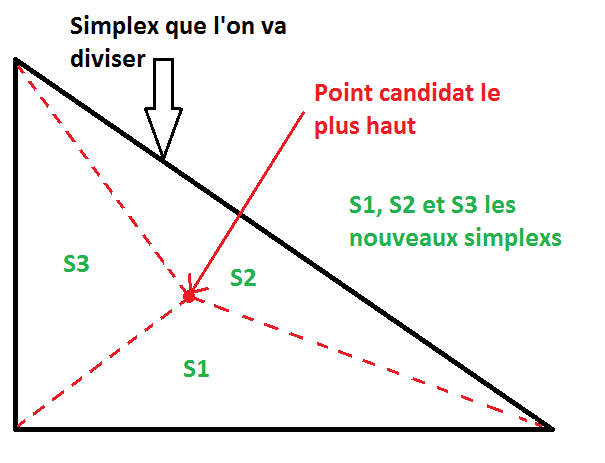 Simplex que l'on va
diviser
Point candidat le
plus haut
S1, S2 et S3 les
nouveaux simplexs
S3
S2
S1